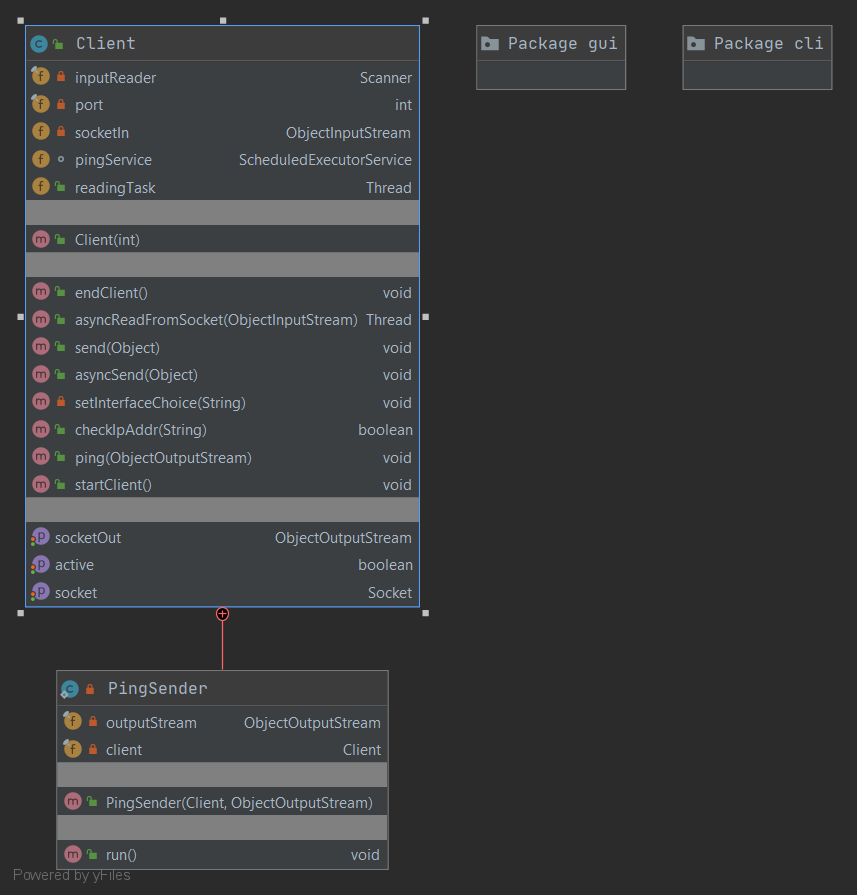 Client
inputReader Scanner
port int
socketIn ObjectInputStream
pingService ScheduledExecutorService
readingTask Thread
Client(int)
endClient() void
asyncReadFromSocket(ObjectInputStream) Thread
send(Object) void
asyncSend(Object) void
setInterfaceChoice(String) void
checkIpAddr(String) boolean
ping(ObjectOutputStream) void
startClient() void
socketOut ObjectOutputStream
active boolean
socket Socket
Package gui
Package cli
PingSender
outputStream ObjectOutputStream
client Client
PingSender(Client, ObjectOutputStream)
run() void
Powered by yFiles